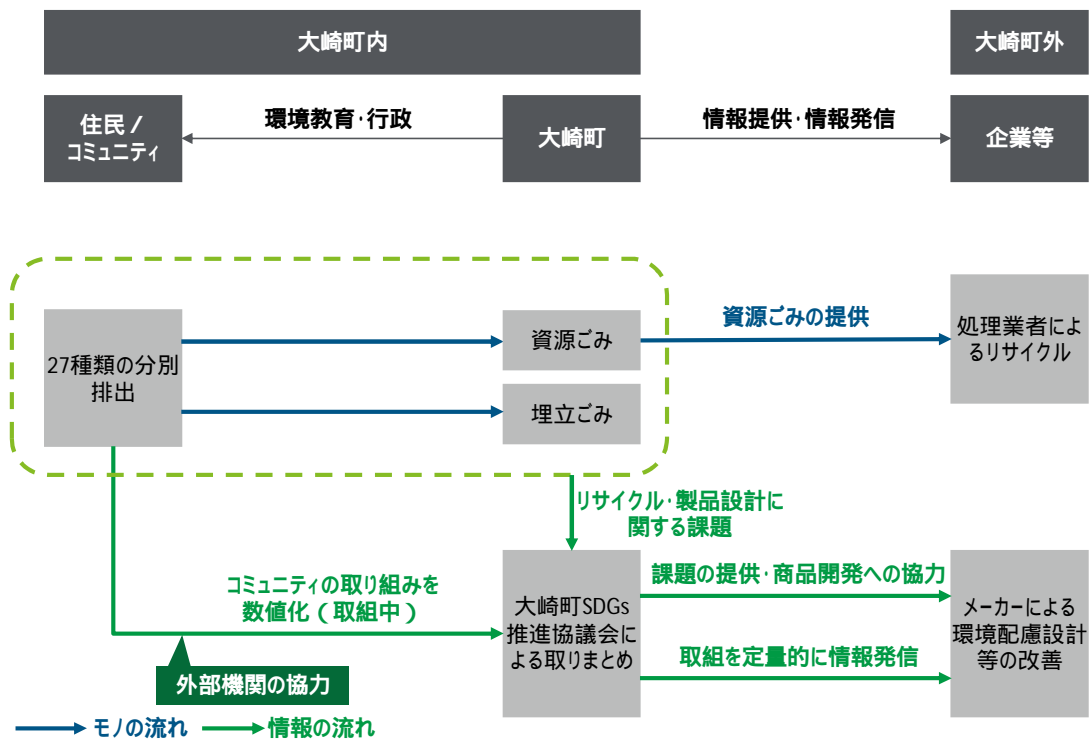 大崎町内
大崎町外
住民/
コミュニティ
環境教育･行政
大崎町
情報提供･情報発信
企業等
27種類の分別
排出
資源ごみ
埋立ごみ
資源ごみの提供
処理業者によ
るリサイクル
リサイクル･製品設計に
関する課題
コミュニティの取り組みを
数値化(取組中)
外部機関の協力
大崎町SDGs
推進協議会に
よる取りまとめ
課題の提供･商品開発への協力
取組を定量的に情報発信
メーカーによる
環境配慮設計
等の改善
モノの流れ
情報の流れ